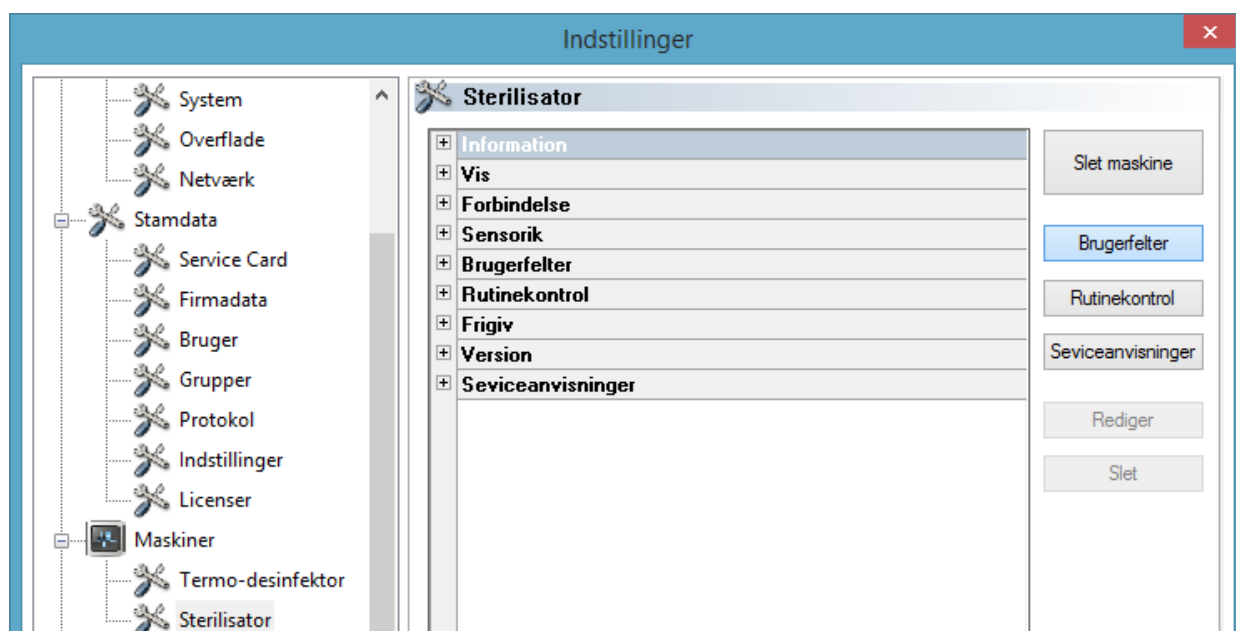 Indstillinger
System
Overflade
Netværk
Stamdata
Service Card
Firmadata
Bruger
Grupper
Protokol
Indstillinger
Licenser
Maskiner
Termo-desinfektor
Sterilisator
Sterilisator
Information
Vis
Forbindelse
Sensorik
Brugerfelter
Rutinekontrol
Frigiv
Version
Seviceanvisninger
Slet maskine
Brugerfelter
Rutinekontrol
Seviceanvisninger
Rediger
Slet